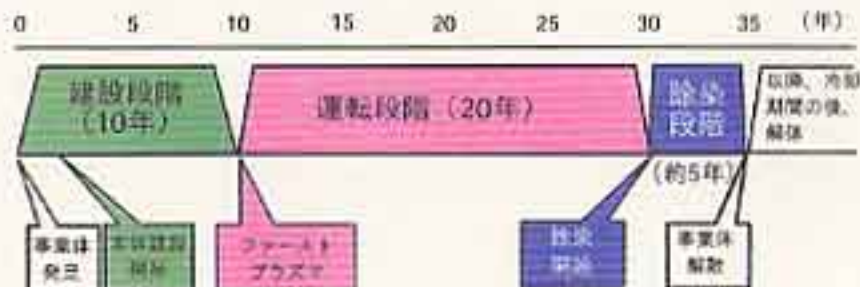 0 5 10 15 20 25 30 35 (年)
建設段階
(10年)
運転段階(20年)
除染
段階
(約5年)
以降、冷却
期間の後、
解体
事業体
発足
本体建設
開始
ファースト
プラズマ
除染
開始
事業体
解散